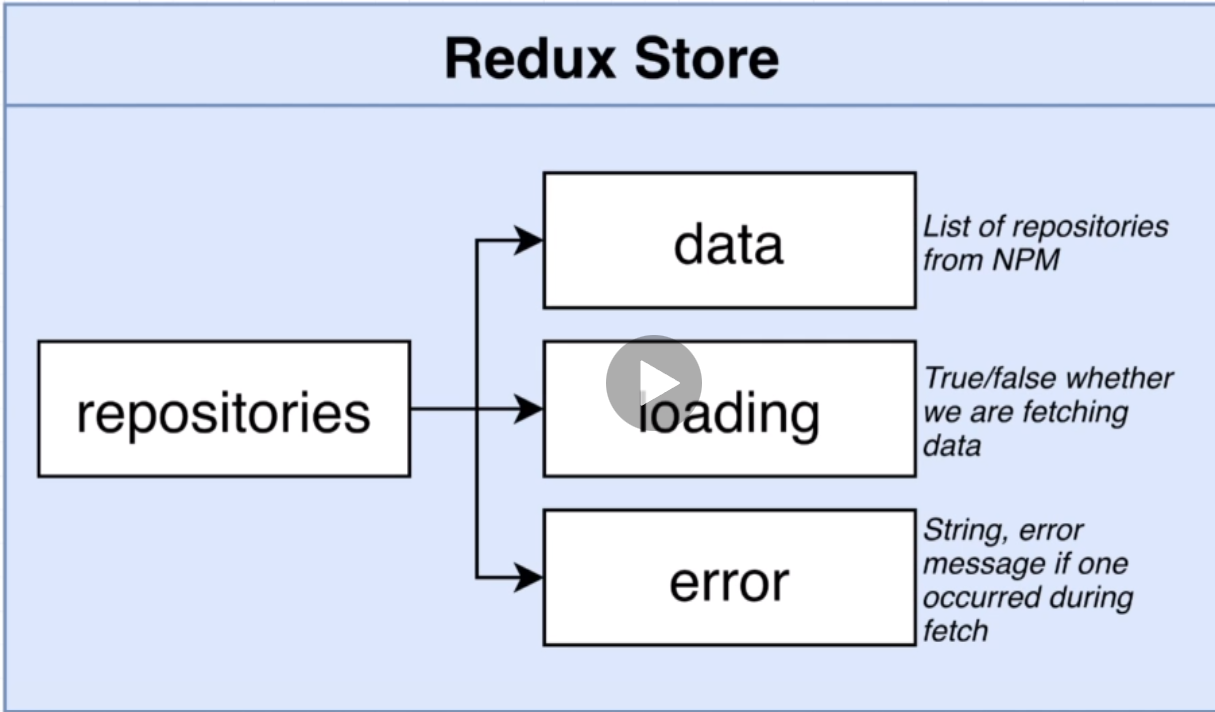 Redux Store
data
List of repositories
from NPM
repositories
loading
True/false whether
we are fetching
data
error
String, error
message if one
occurred during
fetch